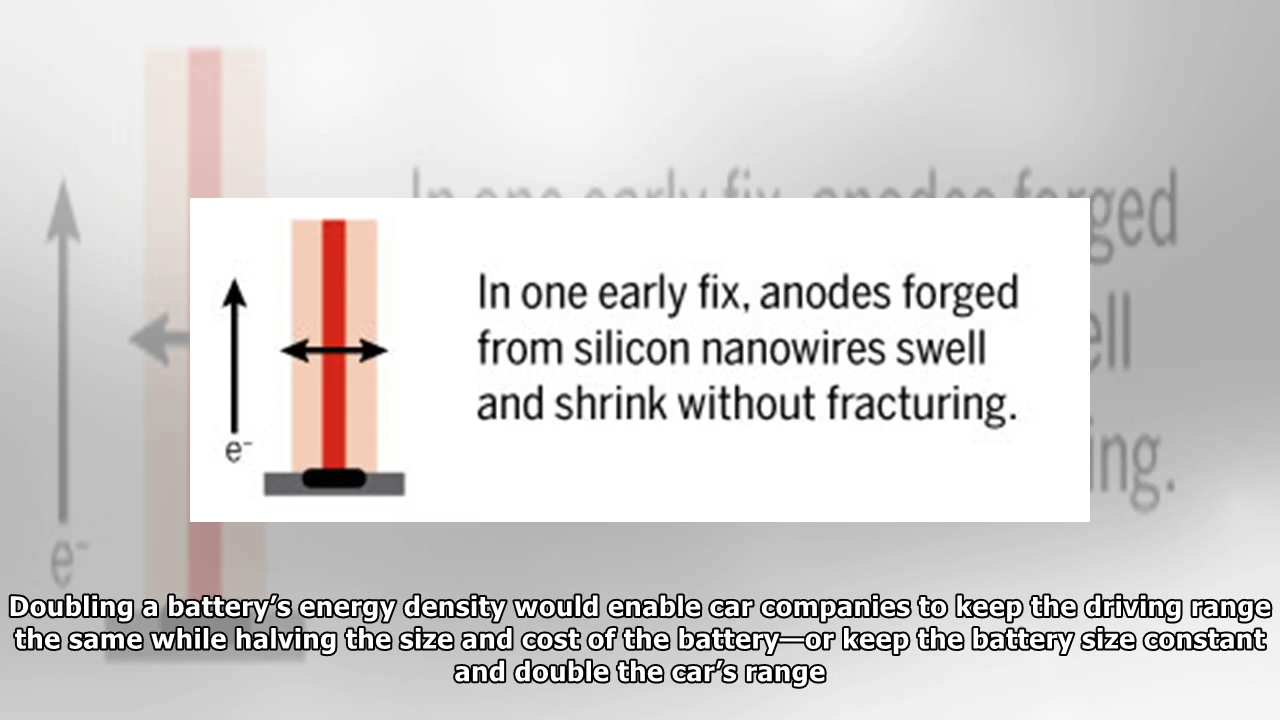 In one early fix, anodes forged
from silicon nanowires swell
and shrink without fracturing.
e⁻
Doubling a battery’s energy density would enable car companies to keep the driving range
the same while halving the size and cost of the battery—or keep the battery size constant
and double the car’s range